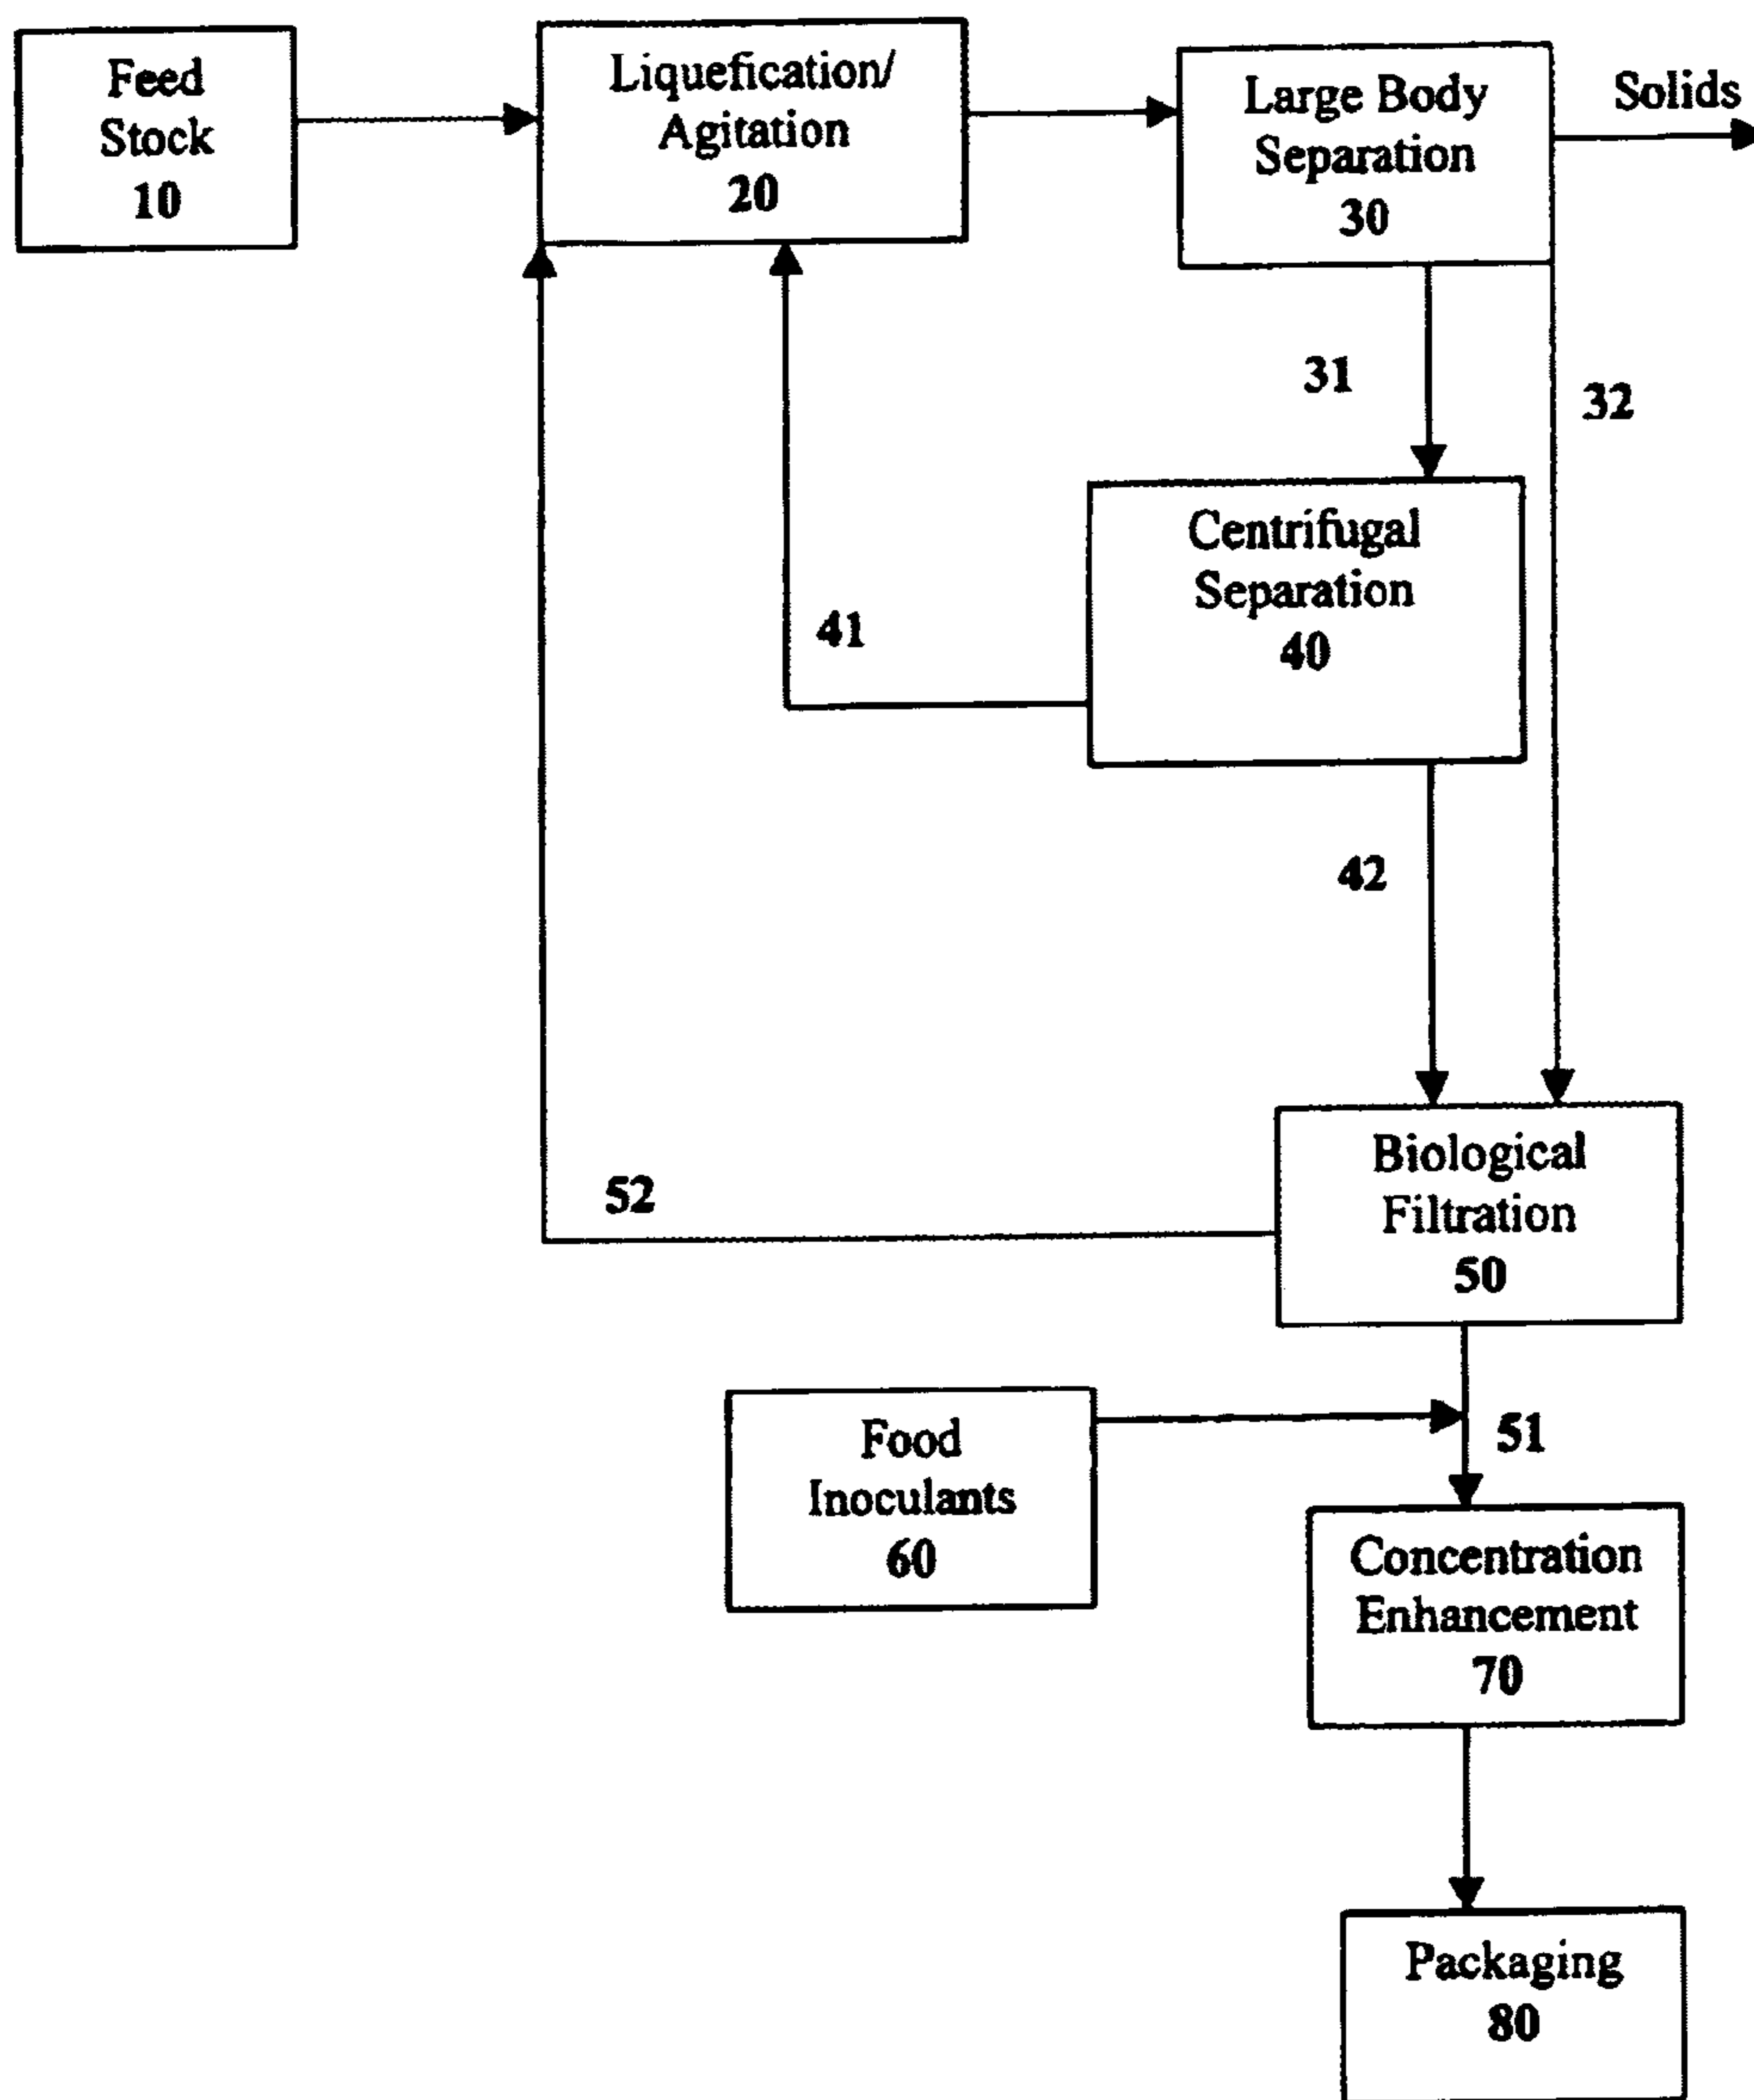 Feed
Stock
10
Liquefication/
Agitation
20
Large Body
Separation
30
Solids
31
32
Centrifugal
Separation
40
41
42
Biological
Filtration
50
52
51
Food
Inoculants
60
Concentration
Enhancement
70
Packaging
80